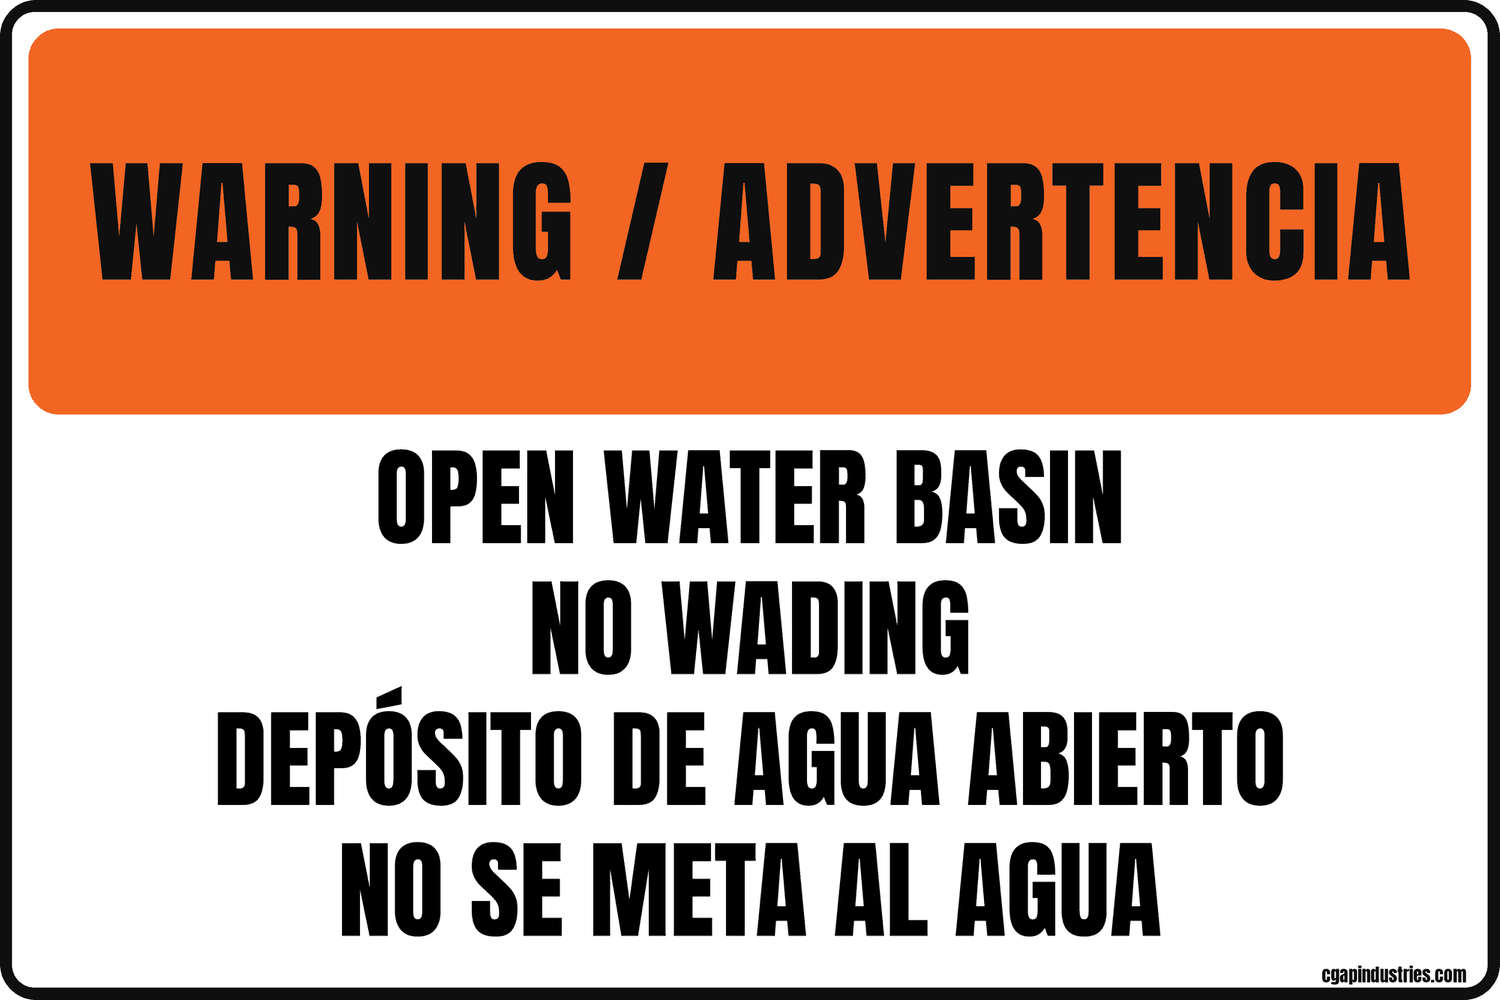 WARNING / ADVERTENCIA
OPEN WATER BASIN
NO WADING
DEPÓSITO DE AGUA ABIERTO
NO SE META AL AGUA
cgapindustries.com